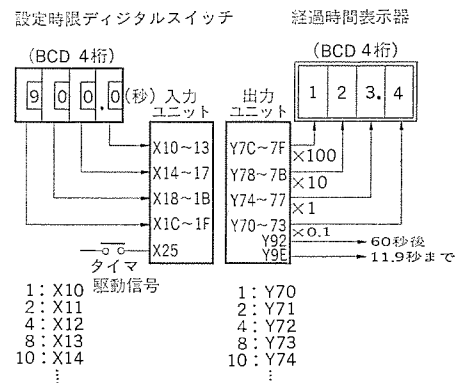 設定時限ディジタルスイッチ
(BCD 4桁)
9 0 0.0 (秒)
入力
ユニット
X10~13
X14~17
X18~1B
X1C~1F
X25
タイマ
駆動信号
1:X10
2:X11
4:X12
8:X13
10:X14
⋮
経過時間表示器
(BCD 4桁)
1 2 3. 4
出力
ユニット
Y7C~7F
×100
Y78~7B
×10
Y74~77
×1
Y70~73
×0.1
Y92 60秒後
Y9E 11.9秒まで
1:Y70
2:Y71
4:Y72
8:Y73
10:Y74
⋮